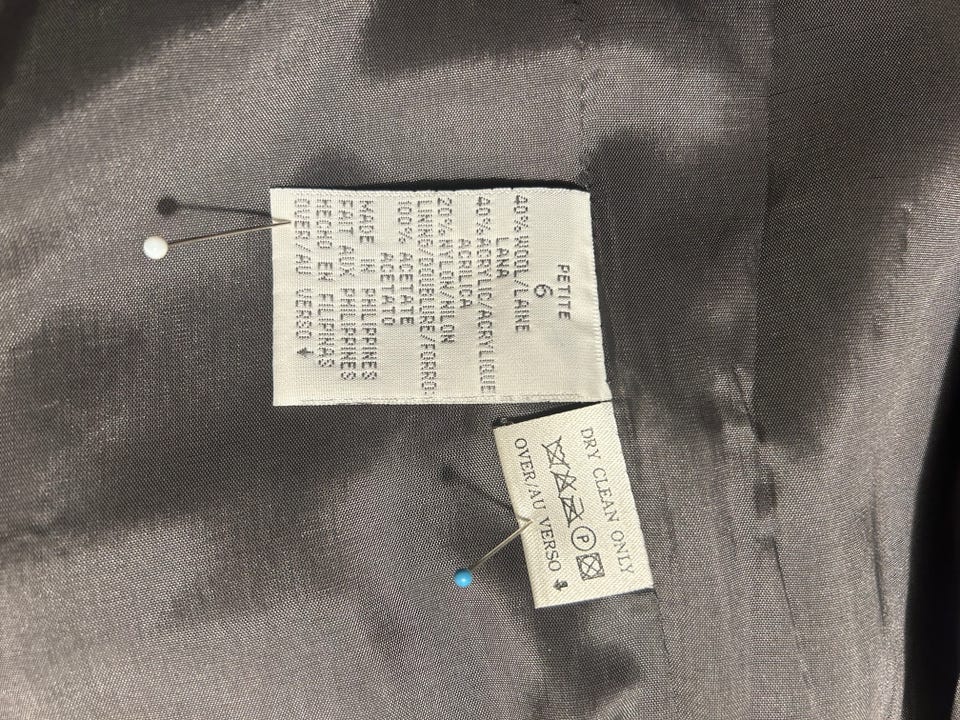 PETITE
6
40% WOOL/LAINE
LANA
40% ACRYLIC/ACRYLIQUE
ACRILICA
20% NYLON/NILON
LINING/DOUBLURE/FORRO:
100% ACETATE
ACETATO
MADE IN PHILIPPINES
FAIT AUX PHILIPPINES
HECHO EN FILIPINAS
OVER/AU VERSO
DRY CLEAN ONLY
P
OVER/AU VERSO